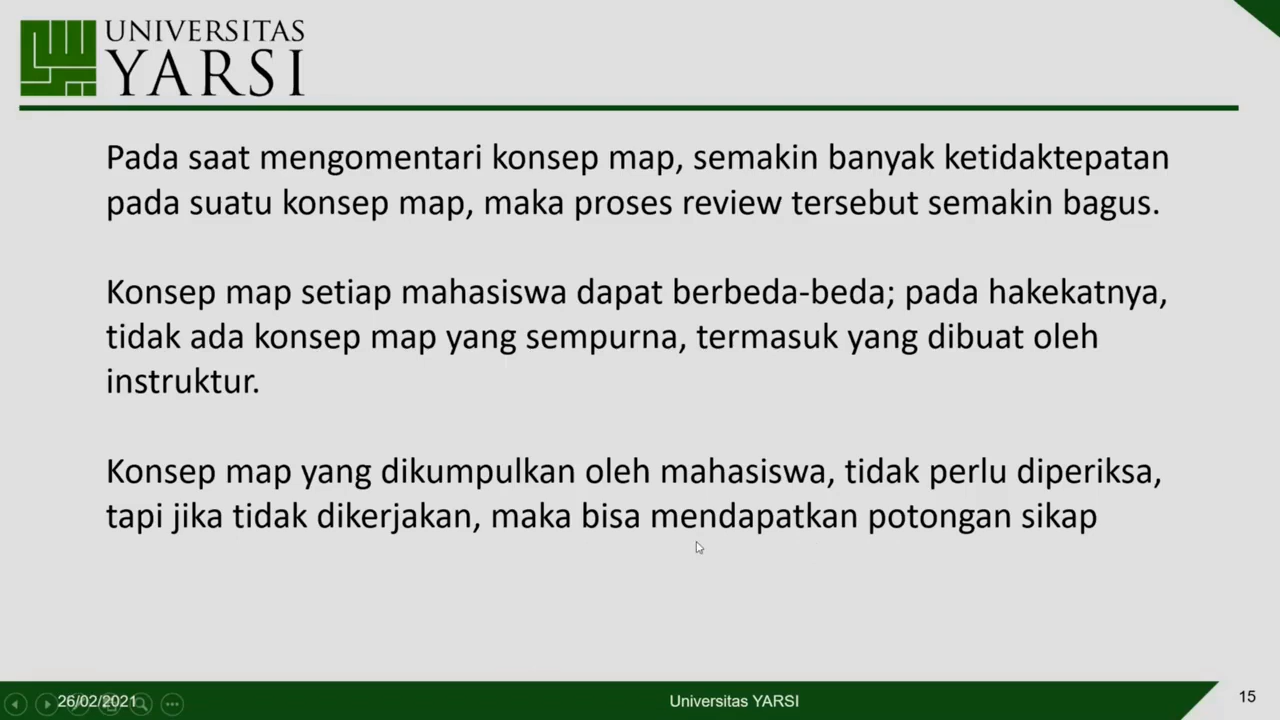 UNIVERSITAS
YARSI
Pada saat mengomentari konsep map, semakin banyak ketidaktepatan
pada suatu konsep map, maka proses review tersebut semakin bagus.
Konsep map setiap mahasiswa dapat berbeda-beda; pada hakekatnya,
tidak ada konsep map yang sempurna, termasuk yang dibuat oleh
instruktur.
Konsep map yang dikumpulkan oleh mahasiswa, tidak perlu diperiksa,
tapi jika tidak dikerjakan, maka bisa mendapatkan potongan sikap
26/02/2021
Universitas YARSI
15